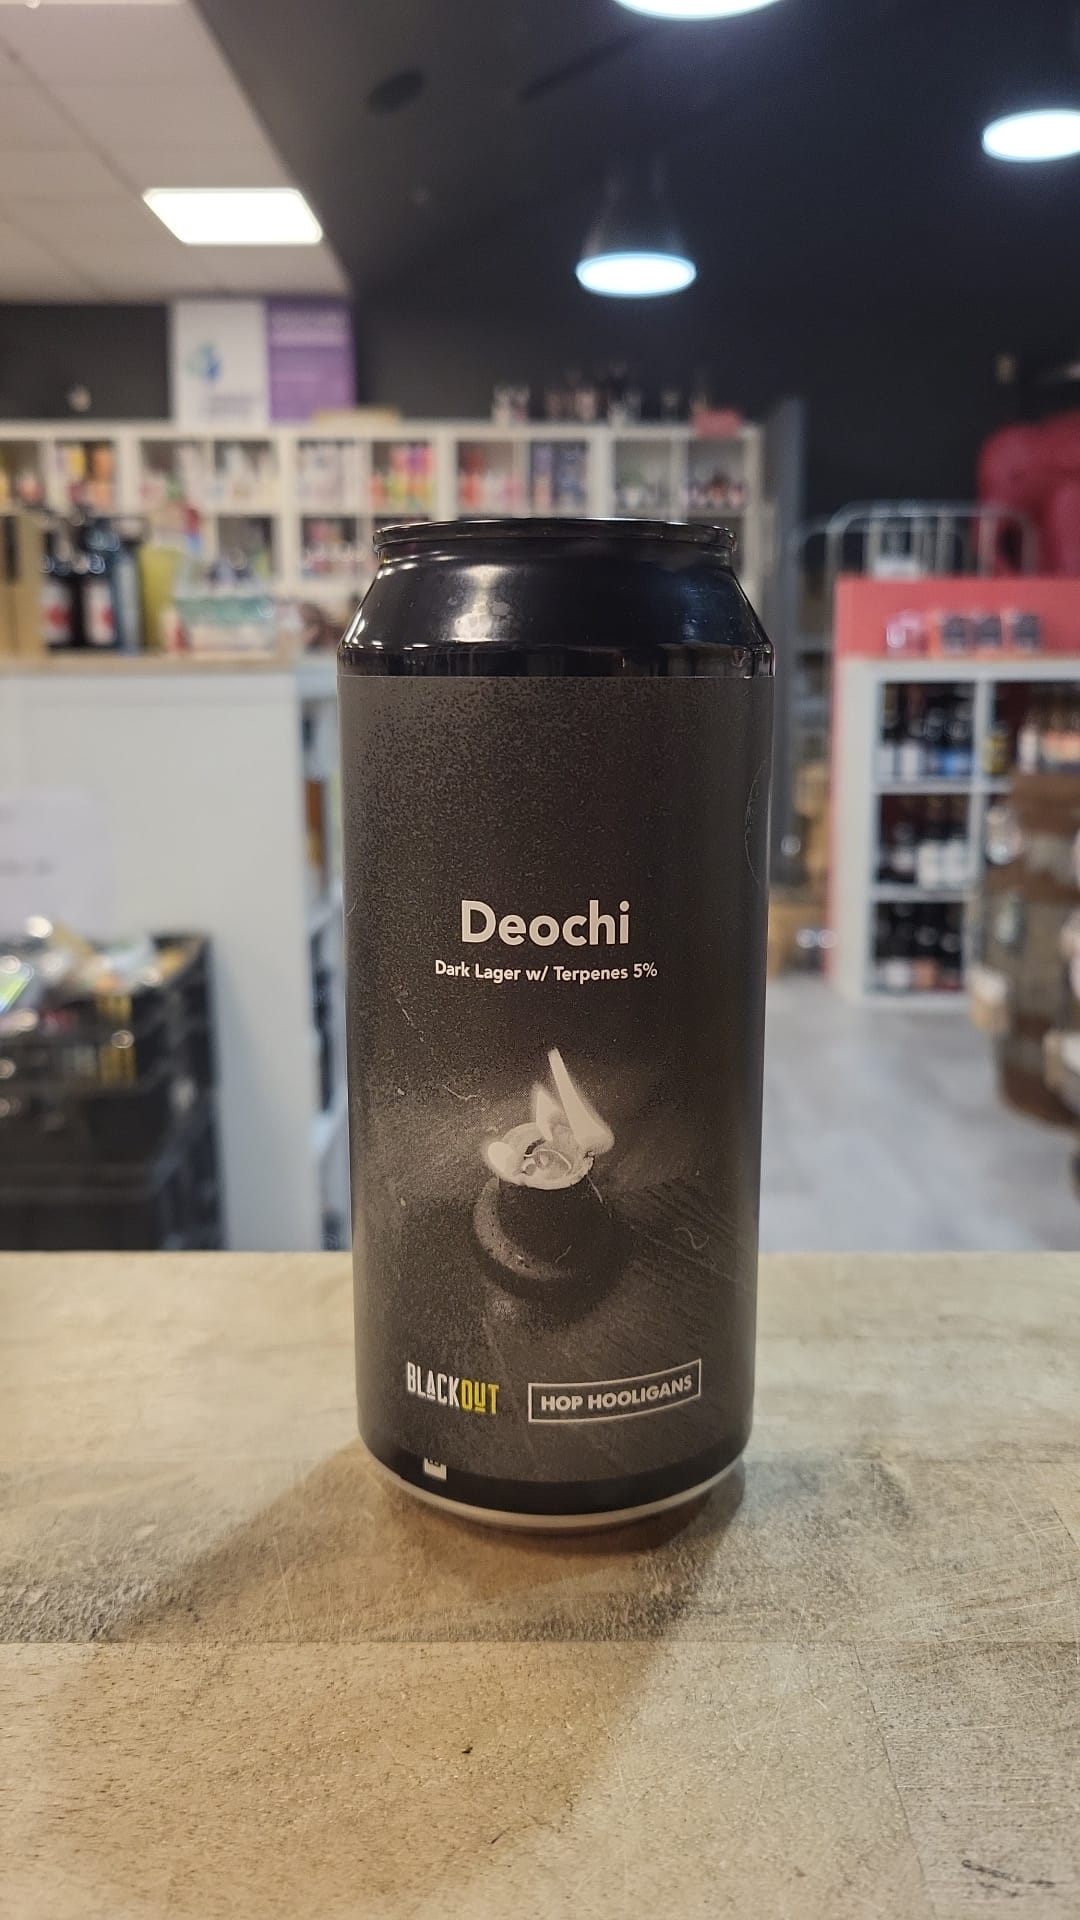 Deochi
Dark Lager w/ Terpenes 5%
BLACKOUT
HOP HOOLIGANS